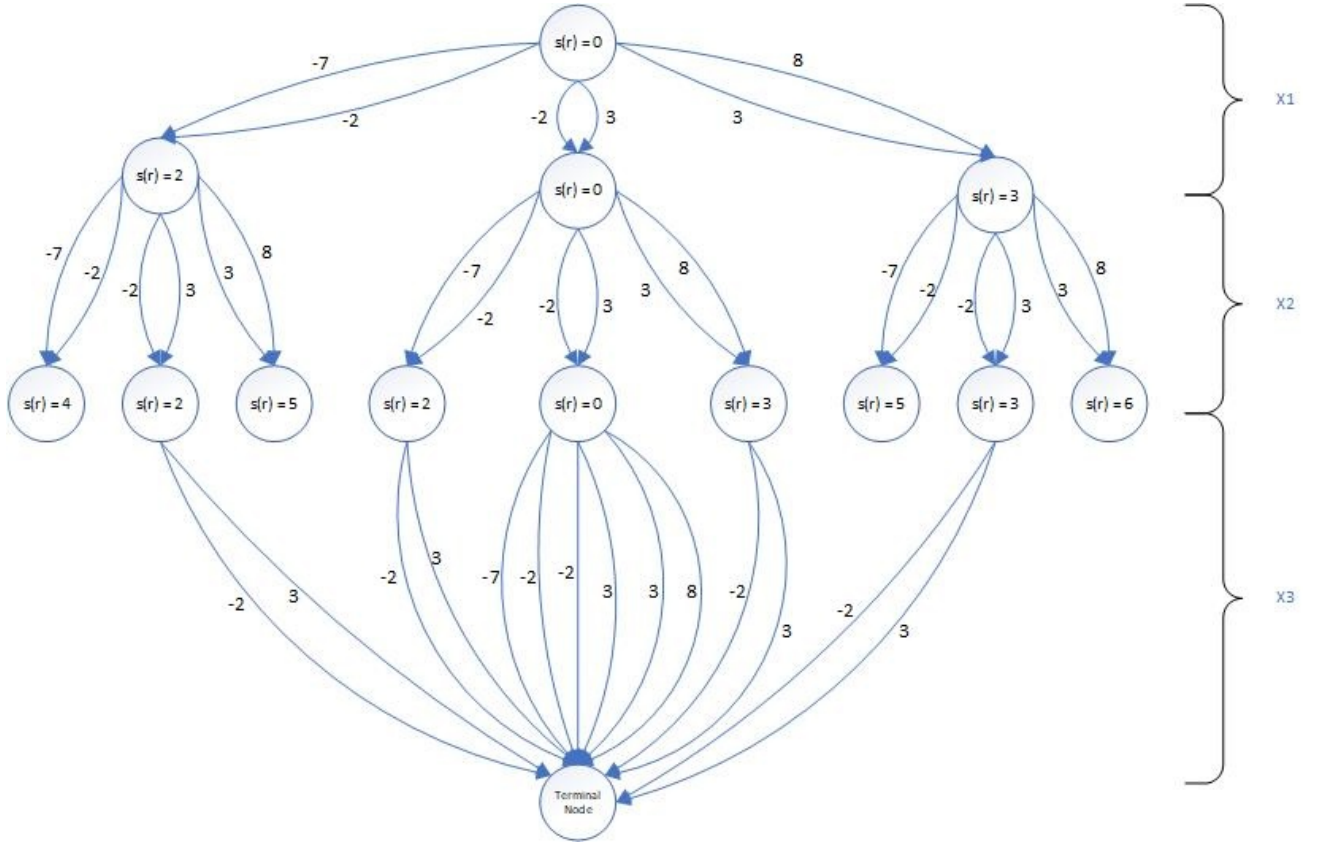 s(r) = 0
-7
8
-2
-2
3
3
X1
s(r) = 2
s(r) = 0
s(r) = 3
-7
-2
-2
3
3
8
-7
-2
-2
3
3
8
-7
-2
-2
3
3
8
X2
s(r) = 4
s(r) = 2
s(r) = 5
s(r) = 2
s(r) = 0
s(r) = 3
s(r) = 5
s(r) = 3
s(r) = 6
-2
3
-2
3
-7
-2
-2
3
3
8
-2
3
-2
3
X3
Terminal
Node